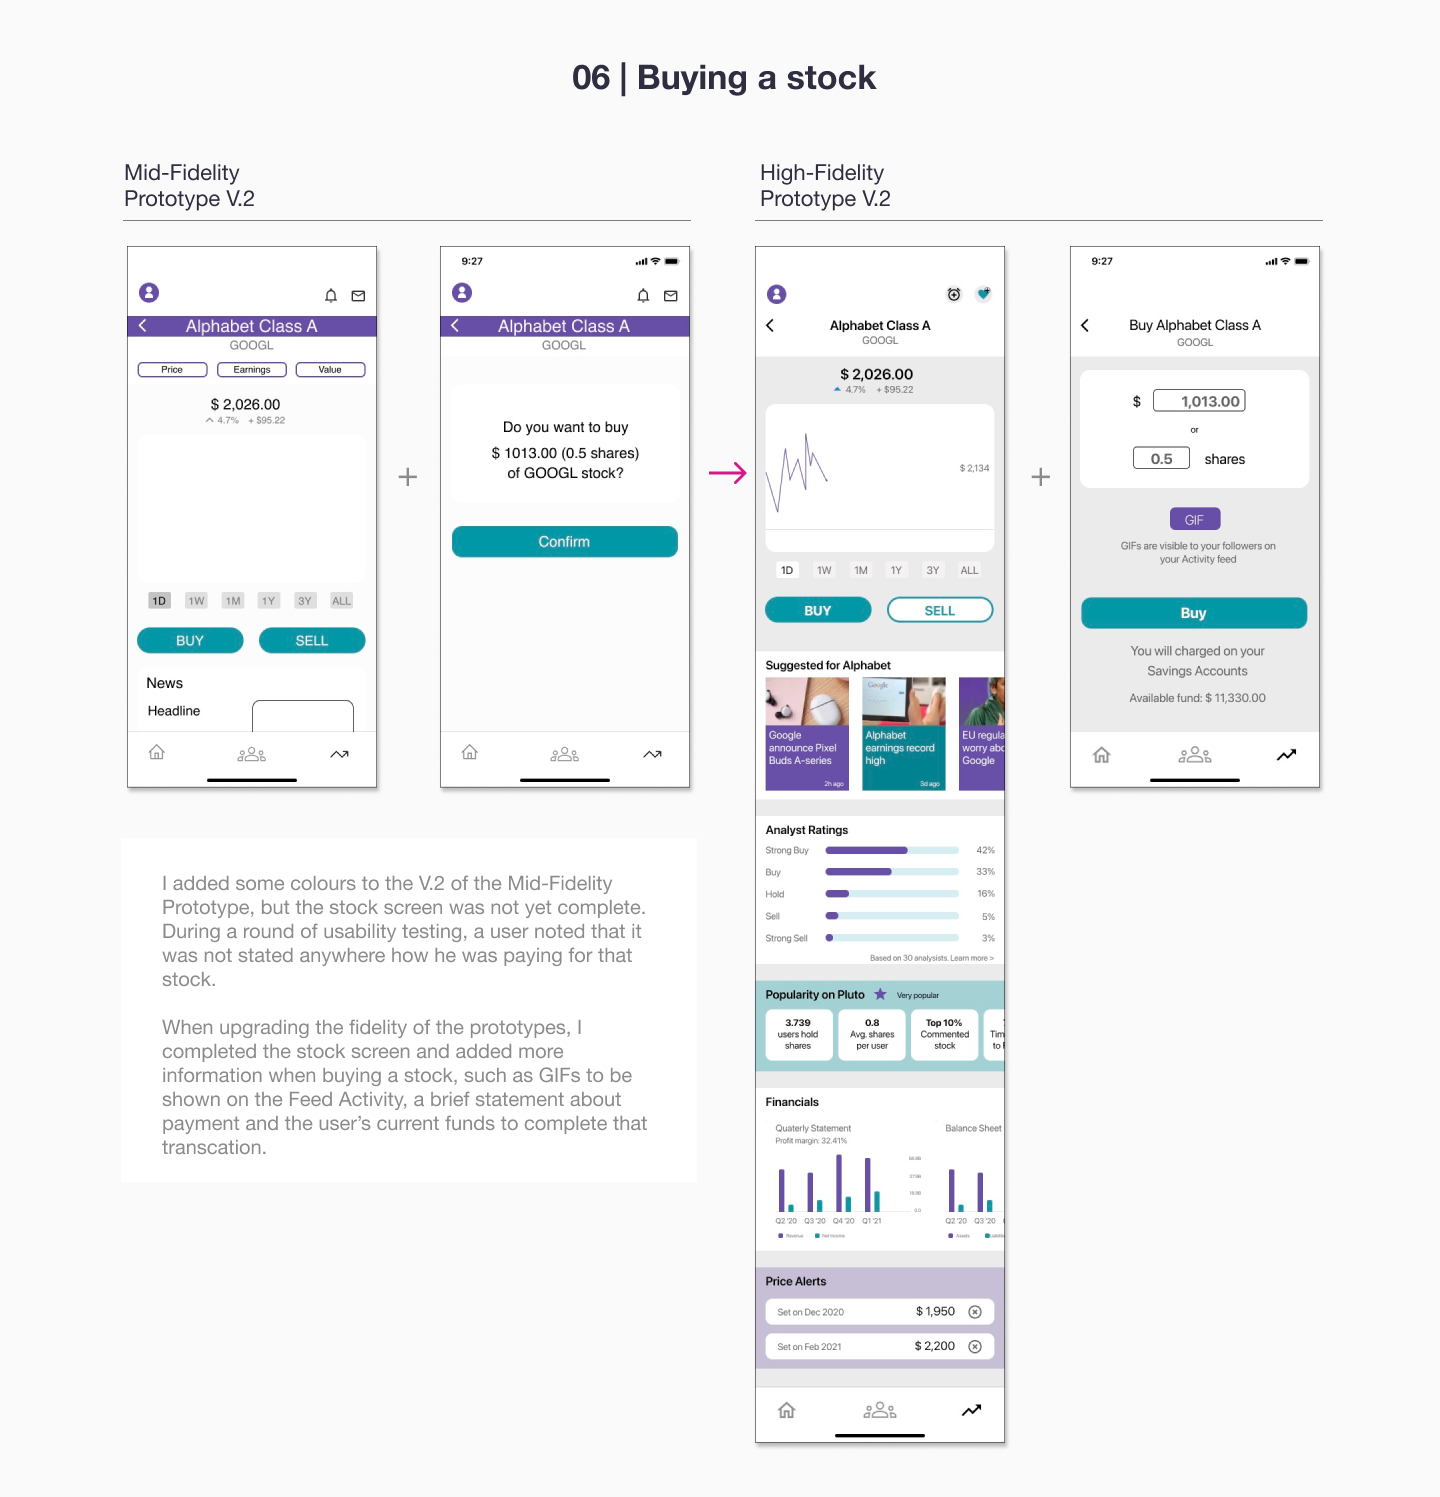 06 | Buying a stock
Mid-Fidelity
Prototype V.2
High-Fidelity
Prototype V.2
Alphabet Class A
GOOGL
Price Earnings Value
$ 2,026.00
4.7% + $95.22
1D 1W 1M 1Y 3Y ALL
BUY SELL
News
Headline
9:27
Alphabet Class A
GOOGL
Do you want to buy
$ 1013.00 (0.5 shares)
of GOOGL stock?
Confirm
Alphabet Class A
GOOGL
$ 2,026.00
4.7% + $95.22
$ 2,134
1D 1W 1M 1Y 3Y ALL
BUY SELL
Suggested for Alphabet
Google
Google
announce Pixel
Buds A-series
2h ago
Alphabet
earnings record
high
3d ago
EU regula
worry abo
Google
Analyst Ratings
Strong Buy 42%
Buy 33%
Hold 16%
Sell 5%
Strong Sell 3%
Based on 30 analysists. Learn more >
Popularity on Pluto Very popular
3.739
users hold
shares
0.8
Avg. shares
per user
Top 10%
Commented
stock
Tim
to
Financials
Quaterly Statement
Profit margin: 32.41%
0.0
Q2 '20 Q3 '20 Q4 '20 Q1 '21
Revenue Net Income
Balance Sheet
Q2 '20 Q3 '20
Assets
Price Alerts
Set on Dec 2020 $ 1,950
Set on Feb 2021 $ 2,200
9:27
Buy Alphabet Class A
GOOGL
$ 1,013.00
or
0.5 shares
GIF
GIFs are visible to your followers on
your Activity feed
Buy
You will charged on your
Savings Accounts
Available fund: $ 11,330.00
I added some colours to the V.2 of the Mid-Fidelity
Prototype, but the stock screen was not yet complete.
During a round of usability testing, a user noted that it
was not stated anywhere how he was paying for that
stock.
When upgrading the fidelity of the prototypes, I
completed the stock screen and added more
information when buying a stock, such as GIFs to be
shown on the Feed Activity, a brief statement about
payment and the user's current funds to complete that
transcation.